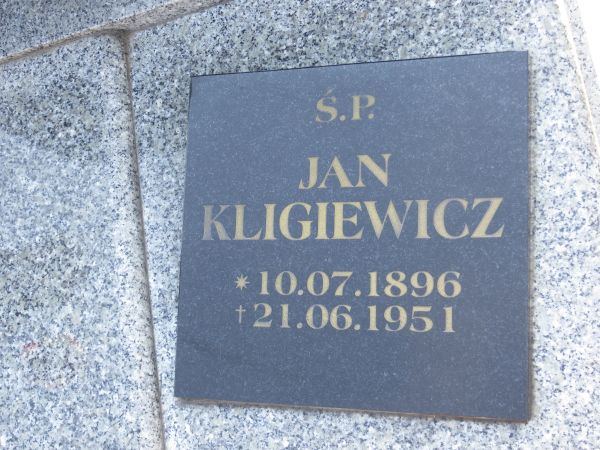 Ś.P.
JAN
KLIGIEWICZ
* 10.07.1896
† 21.06.1951